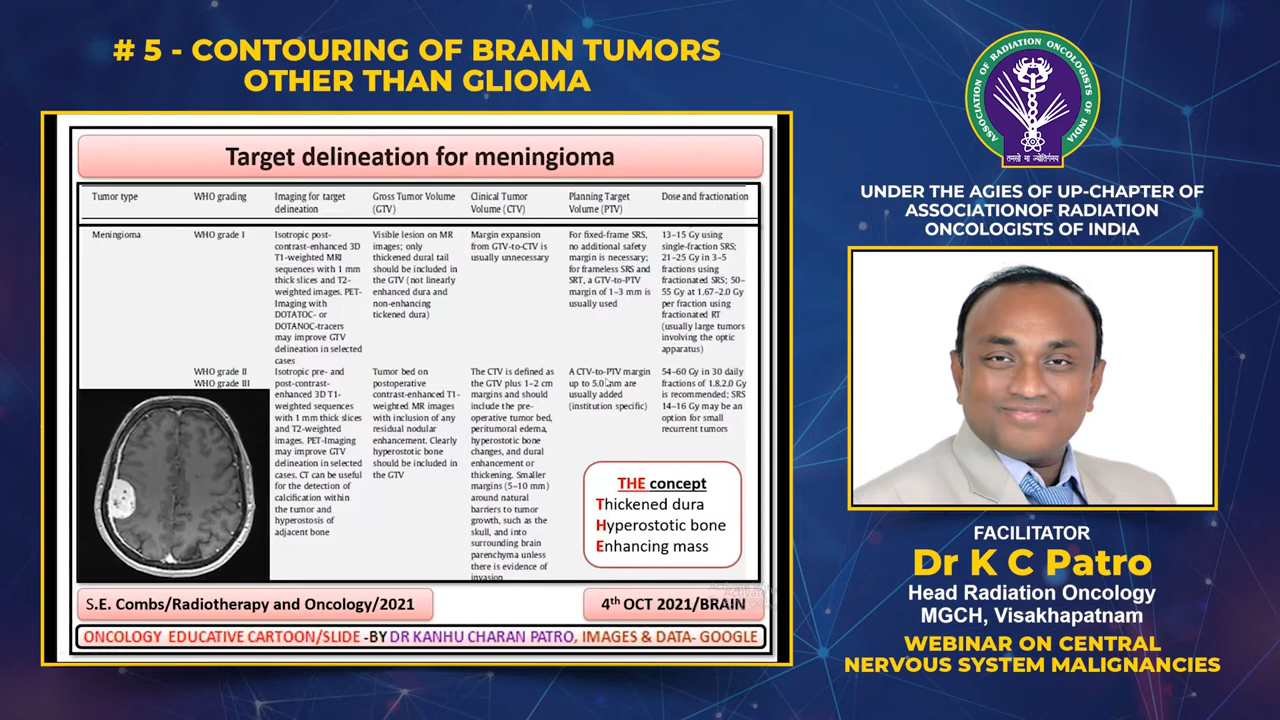 # 5 - CONTOURING OF BRAIN TUMORS
OTHER THAN GLIOMA
Target delineation for meningioma
Tumor type
WHO grading
Imaging for target
delineation
Gross Tumor Volume
(GTV)
Clinical Tumor
Volume (CTV)
Planning Target
Volume (PTV)
Dose and fractionation
Meningioma
WHO grade I
Isotropic post-
contrast-enhanced 3D
T1-weighted MRI
sequences with 1 mm
thick slices and T2-
weighted images. PET-
Imaging with
DOTATOC- or
DOTANOC-tracers
may improve GTV
delineation in selected
cases
Visible lesion on MR
images; only
thickened dural tail
should be included in
the GTV (not linearly
enhanced dura and
non-enhancing
tickened dura)
Margin expansion
from GTV-to-CTV is
usually unnecessary
For fixed-frame SRS,
no additional safety
margin is necessary;
for frameless SRS and
SRT, a GTV-to-PTV
margin of 1–3 mm is
usually used
13–15 Gy using
single-fraction SRS;
21–25 Gy in 3–5
fractions using
fractionated SRS; 50–
55 Gy at 1.67–2.0 Gy
per fraction using
fractionated RT
(usually large tumors
involving the optic
apparatus)
WHO grade II
WHO grade III
Isotropic pre- and
post-contrast-
enhanced 3D T1-
weighted sequences
with 1 mm thick slices
and T2-weighted
images. PET-Imaging
may improve GTV
delineation in selected
cases. CT can be useful
for the detection of
calcification within
the tumor and
hyperostosis of
adjacent bone
Tumor bed on
postoperative
contrast-enhanced T1-
weighted MR images
with inclusion of any
residual nodular
enhancement. Clearly
hyperostotic bone
should be included in
the GTV
The CTV is defined as
the GTV plus 1–2 cm
margins and should
include the pre-
operative tumor bed,
peritumoral edema,
hyperostotic bone
changes, and dural
enhancement or
thickening. Smaller
margins (5–10 mm)
around natural
barriers to tumor
growth, such as the
skull, and into
surrounding brain
parenchyma unless
there is evidence of
invasion
A CTV-to-PTV margin
up to 5.0 mm are
usually added
(institution specific)
54–60 Gy in 30 daily
fractions of 1.8.2.0 Gy
is recommended; SRS
14–16 Gy may be an
option for small
recurrent tumors
THE concept
Thickened dura
Hyperostotic bone
Enhancing mass
S.E. Combs/Radiotherapy and Oncology/2021
4th OCT 2021/BRAIN
ONCOLOGY EDUCATIVE CARTOON/SLIDE -BY DR KANHU CHARAN PATRO, IMAGES & DATA- GOOGLE
ASSOCIATION OF RADIATION ONCOLOGISTS OF INDIA
तमसो मा ज्योतिर्गमय
UNDER THE AGIES OF UP-CHAPTER OF
ASSOCIATIONOF RADIATION
ONCOLOGISTS OF INDIA
FACILITATOR
Dr K C Patro
Head Radiation Oncology
MGCH, Visakhapatnam
WEBINAR ON CENTRAL
NERVOUS SYSTEM MALIGNANCIES